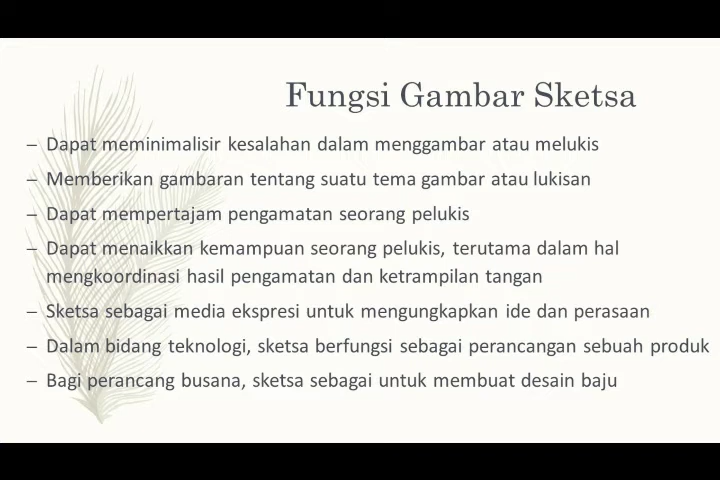 Fungsi Gambar Sketsa
– Dapat meminimalisir kesalahan dalam menggambar atau melukis
– Memberikan gambaran tentang suatu tema gambar atau lukisan
– Dapat mempertajam pengamatan seorang pelukis
– Dapat menaikkan kemampuan seorang pelukis, terutama dalam hal
mengkoordinasi hasil pengamatan dan ketrampilan tangan
– Sketsa sebagai media ekspresi untuk mengungkapkan ide dan perasaan
– Dalam bidang teknologi, sketsa berfungsi sebagai perancangan sebuah produk
– Bagi perancang busana, sketsa sebagai untuk membuat desain baju